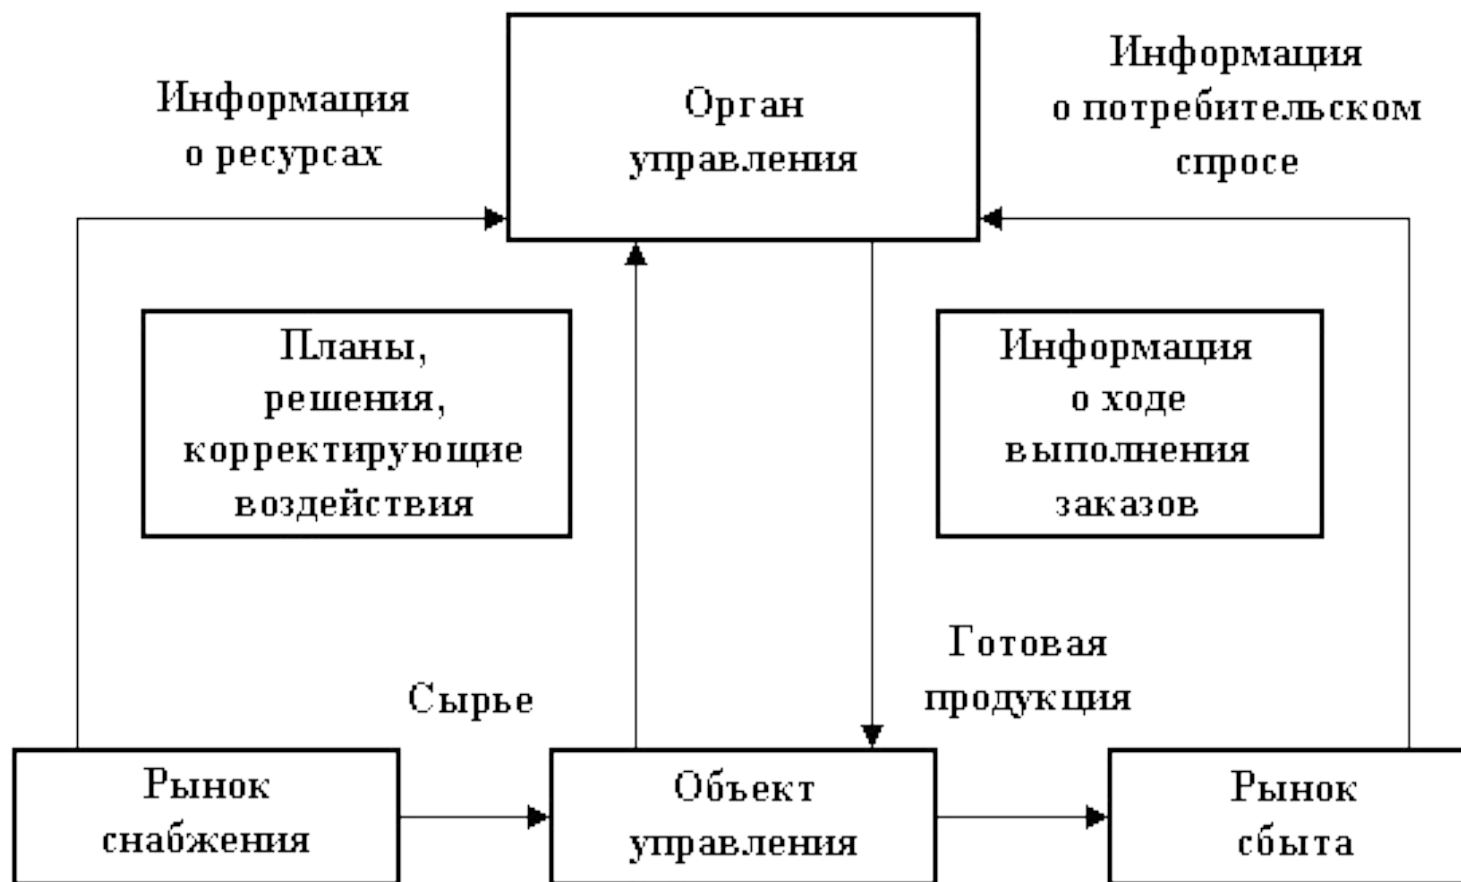 Информация
о ресурсах
Орган
управления
Информация
о потребительском
спросе
Планы,
решения,
корректирующие
воздействия
Информация
о ходе
выполнения
заказов
Сырье
Готовая
продукция
Рынок
снабжения
Объект
управления
Рынок
сбыта